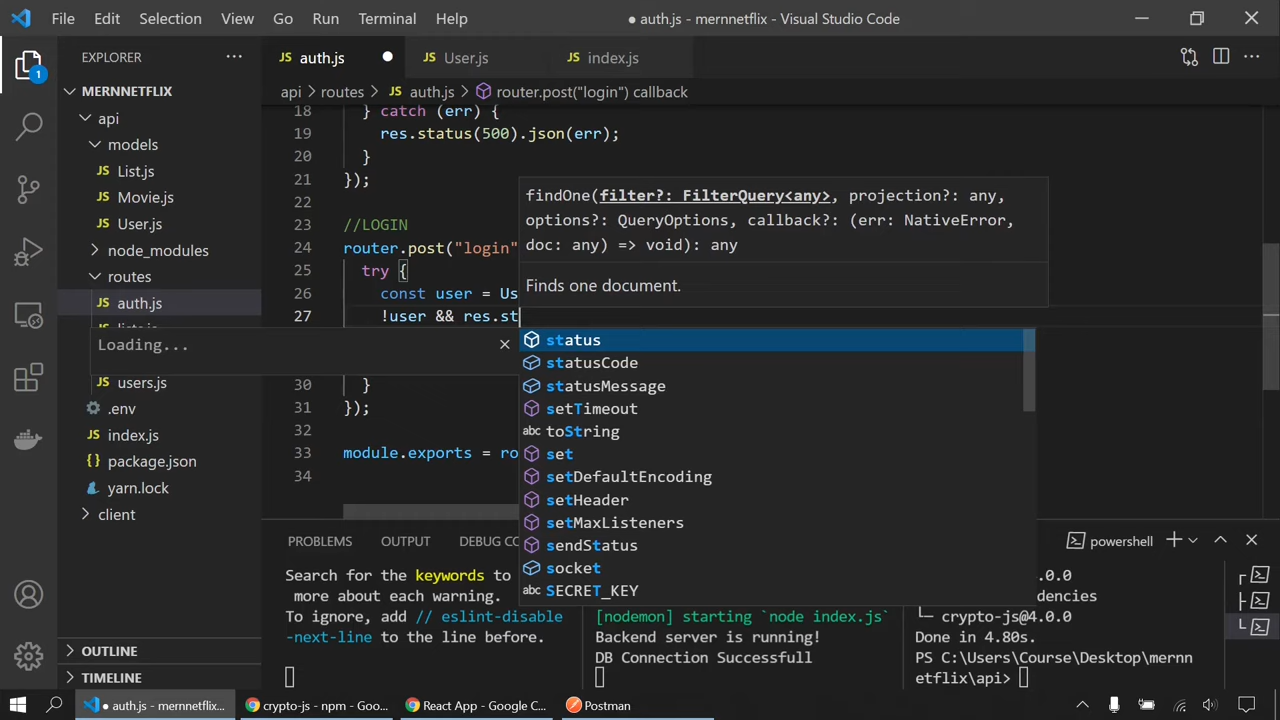 File Edit Selection View Go Run Terminal Help
● auth.js - mernnetflix - Visual Studio Code
EXPLORER
JS auth.js
JS User.js
JS index.js
1
MERNNETFLIX
api > routes > JS auth.js > router.post("login") callback
api
models
JS List.js
JS Movie.js
JS User.js
node_modules
routes
JS auth.js
JS users.js
.env
JS index.js
package.json
yarn.lock
client
OUTLINE
TIMELINE
18 } catch (err) {
19 res.status(500).json(err);
20 }
21 });
22
23 //LOGIN
24 router.post("login"
25 try {
26 const user = Us
27 !user && res.st
30 }
31 });
32
33 module.exports = ro
34
findOne(filter?: FilterQuery<any>, projection?: any,
options?: QueryOptions, callback?: (err: NativeError,
doc: any) => void): any
Finds one document.
Loading...
status
statusCode
statusMessage
setTimeout
abc toString
set
setDefaultEncoding
setHeader
setMaxListeners
sendStatus
socket
abc SECRET_KEY
PROBLEMS OUTPUT DEBUG CO
powershell
Search for the keywords to
more about each warning.
To ignore, add // eslint-disable
-next-line to the line before.
[nodemon] starting `node index.js`
Backend server is running!
DB Connection Successfull
.0.0
endencies
└─ crypto-js@4.0.0
Done in 4.80s.
PS C:\Users\Course\Desktop\mernn
etflix\api>
● auth.js - mernnetfl...
crypto-js - npm - Goo...
React App - Google C...
Postman